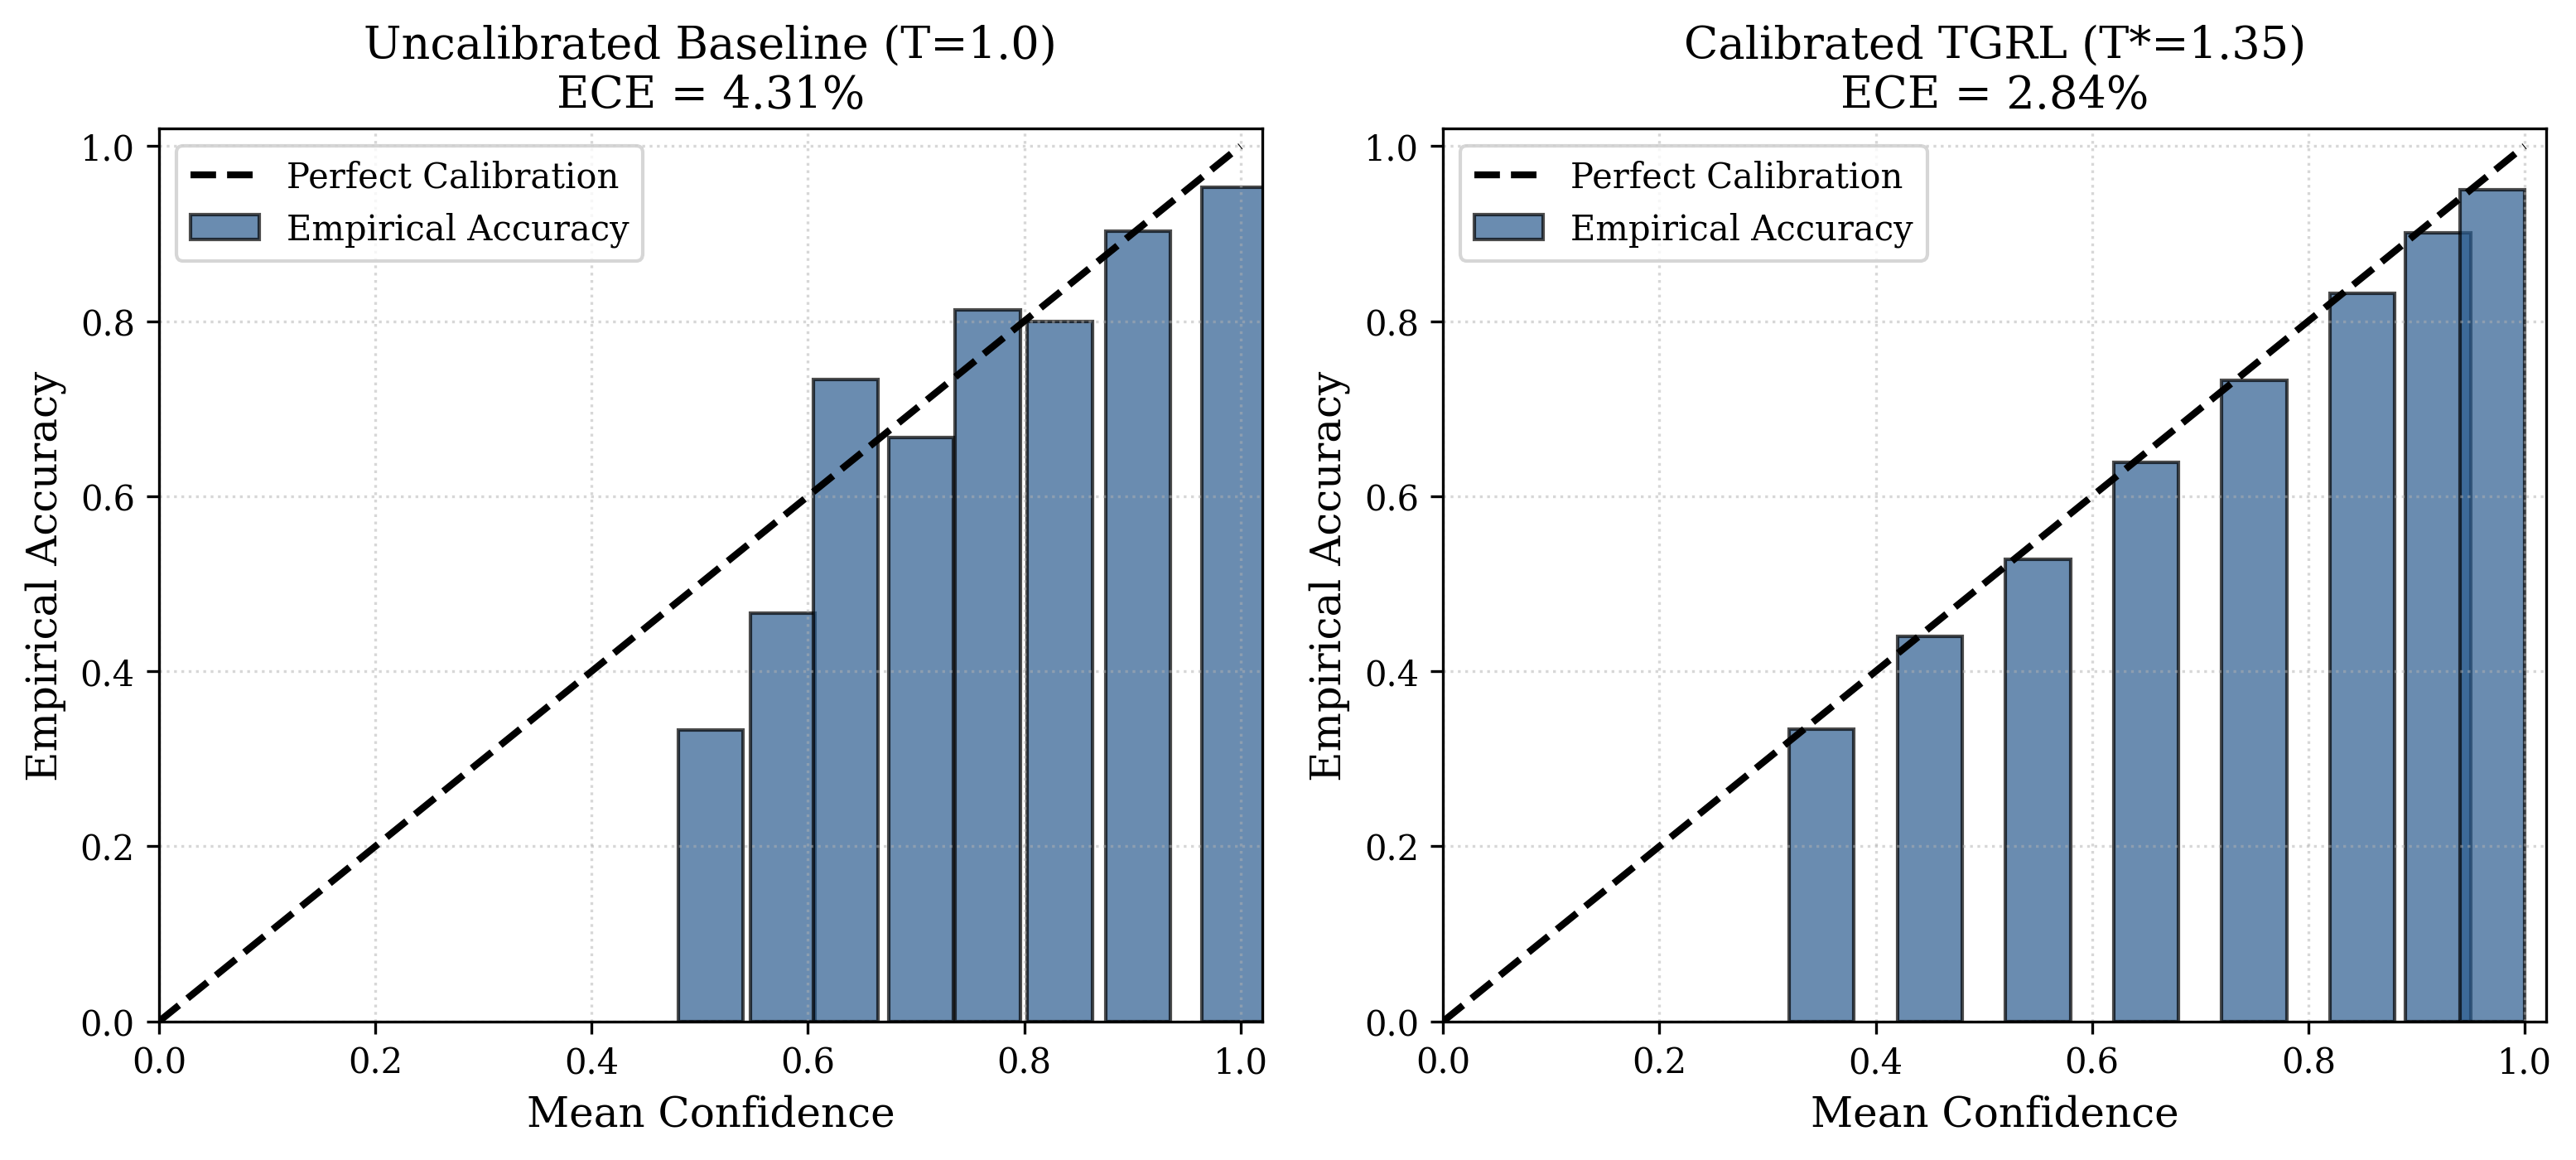 Uncalibrated Baseline (T=1.0)
ECE = 4.31%
Perfect Calibration
Empirical Accuracy
Empirical Accuracy
1.0
0.8
0.6
0.4
0.2
0.0
0.0 0.2 0.4 0.6 0.8 1.0
Mean Confidence
Calibrated TGRL (T*=1.35)
ECE = 2.84%
Perfect Calibration
Empirical Accuracy
Empirical Accuracy
1.0
0.8
0.6
0.4
0.2
0.0
0.0 0.2 0.4 0.6 0.8 1.0
Mean Confidence